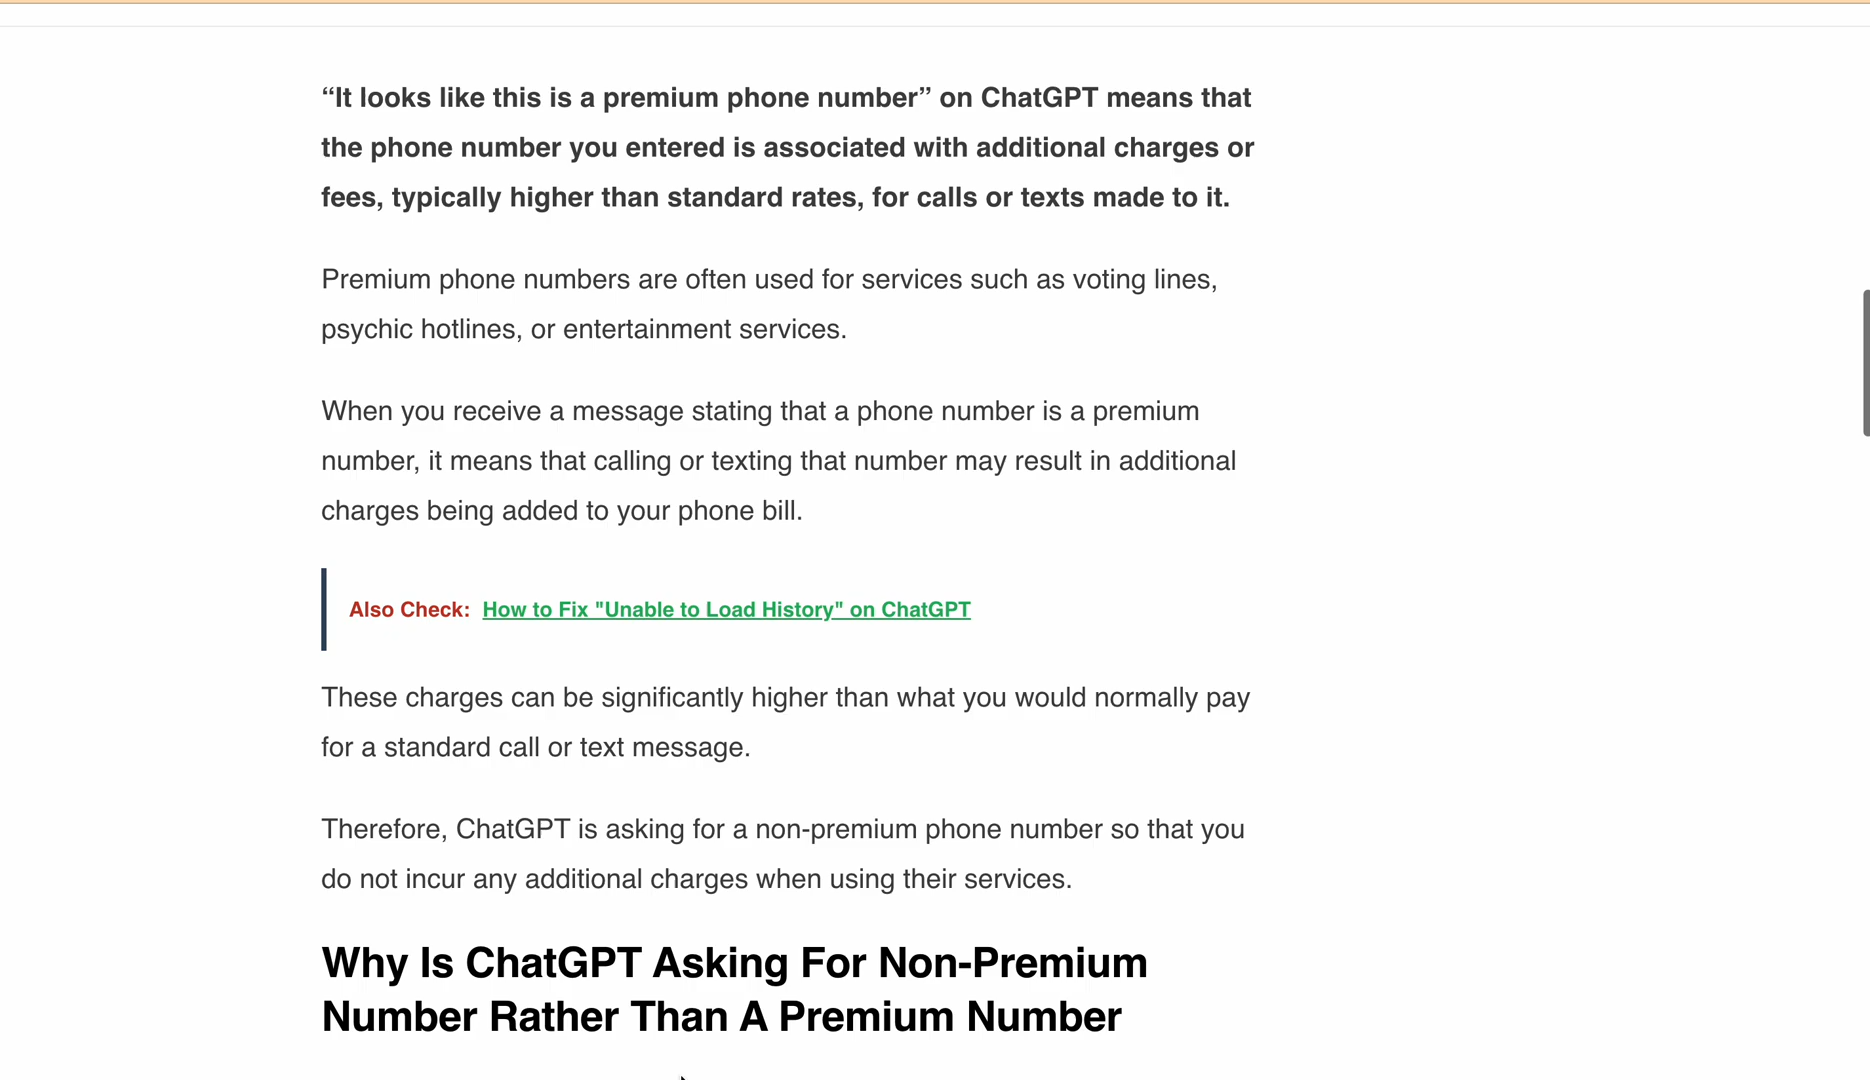 “It looks like this is a premium phone number” on ChatGPT means that
the phone number you entered is associated with additional charges or
fees, typically higher than standard rates, for calls or texts made to it.
Premium phone numbers are often used for services such as voting lines,
psychic hotlines, or entertainment services.
When you receive a message stating that a phone number is a premium
number, it means that calling or texting that number may result in additional
charges being added to your phone bill.
Also Check: How to Fix "Unable to Load History" on ChatGPT
These charges can be significantly higher than what you would normally pay
for a standard call or text message.
Therefore, ChatGPT is asking for a non-premium phone number so that you
do not incur any additional charges when using their services.
Why Is ChatGPT Asking For Non-Premium
Number Rather Than A Premium Number